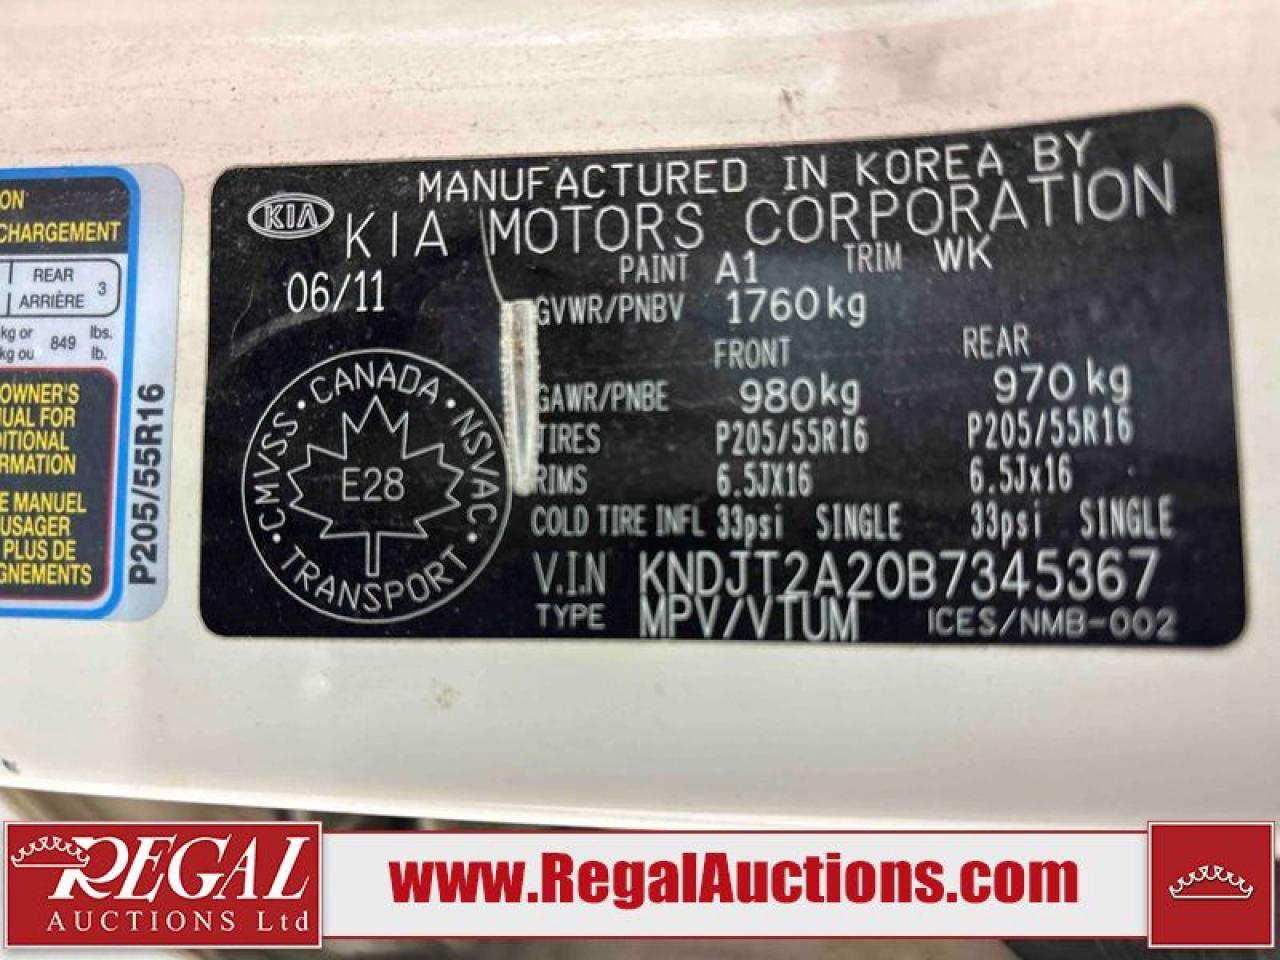 ON
CHARGEMENT
REAR
ARRIÈRE 3
kg or 849 lbs.
kg ou lb.
OWNER'S
FOR
MATION
E MANUEL
USAGER
PLUS DE
P205/55R16
MANUFACTURED IN KOREA BY
KIA KIA MOTORS CORPORATION
06/11
PAINT A1 TRIM WK
GVWR/PNBV 1760kg
FRONT REAR
GAWR/PNBE 980kg 970kg
TIRES P205/55R16 P205/55R16
RIMS 6.5JX16 6.5Jx16
COLD TIRE INFL 33psi SINGLE 33psi SINGLE
V.I.N KNDJT2A20B7345367
TYPE MPV/VTUM ICES/NMB-002
CANADA
CMVSS • NSVAC
E28
TRANSPORT
REGAL
AUCTIONS Ltd
www.RegalAuctions.com